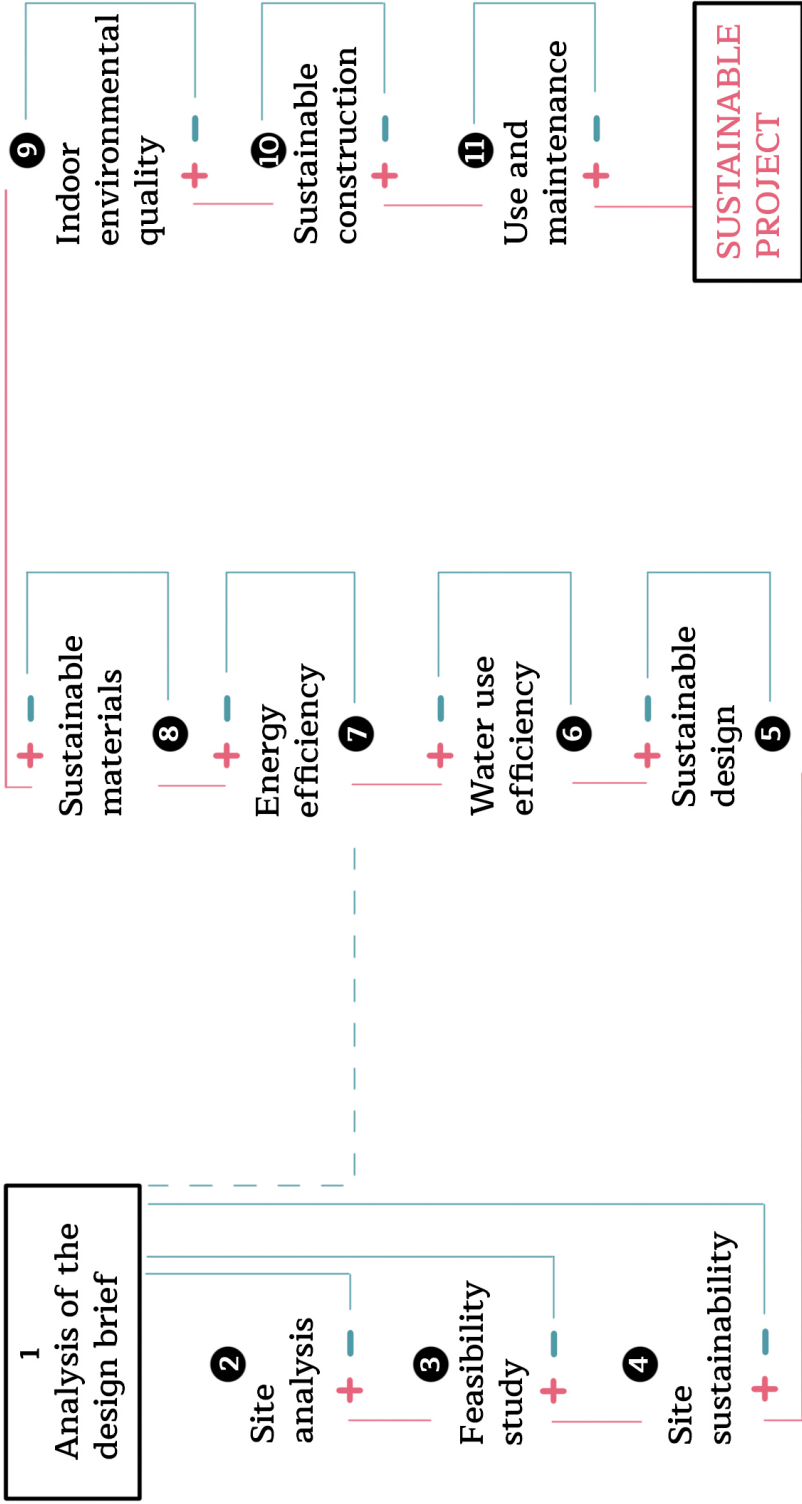 1
Analysis of the
design brief
2
Site
analysis
+ -
3
Feasibility
study
+ -
4
Site
sustainability
+ -
5
Sustainable
design
+ -
6
Water use
efficiency
+ -
7
Energy
efficiency
+ -
8
Sustainable
materials
+ -
9
Indoor
environmental
quality
+ -
10
Sustainable
construction
+ -
11
Use and
maintenance
+ -
SUSTAINABLE
PROJECT